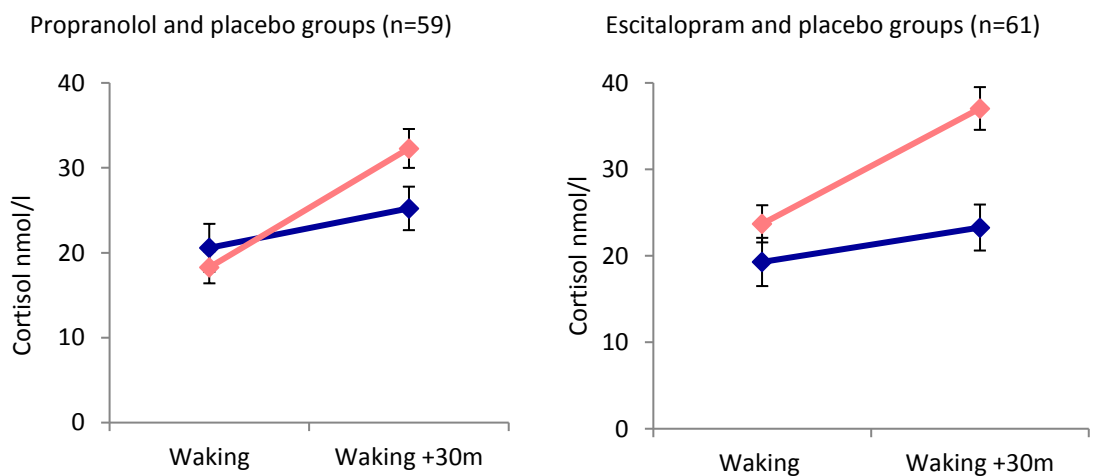 Propranolol and placebo groups (n=59)
Cortisol nmol/l
40
30
20
10
0
Waking Waking +30m
Escitalopram and placebo groups (n=61)
Cortisol nmol/l
40
30
20
10
0
Waking Waking +30m